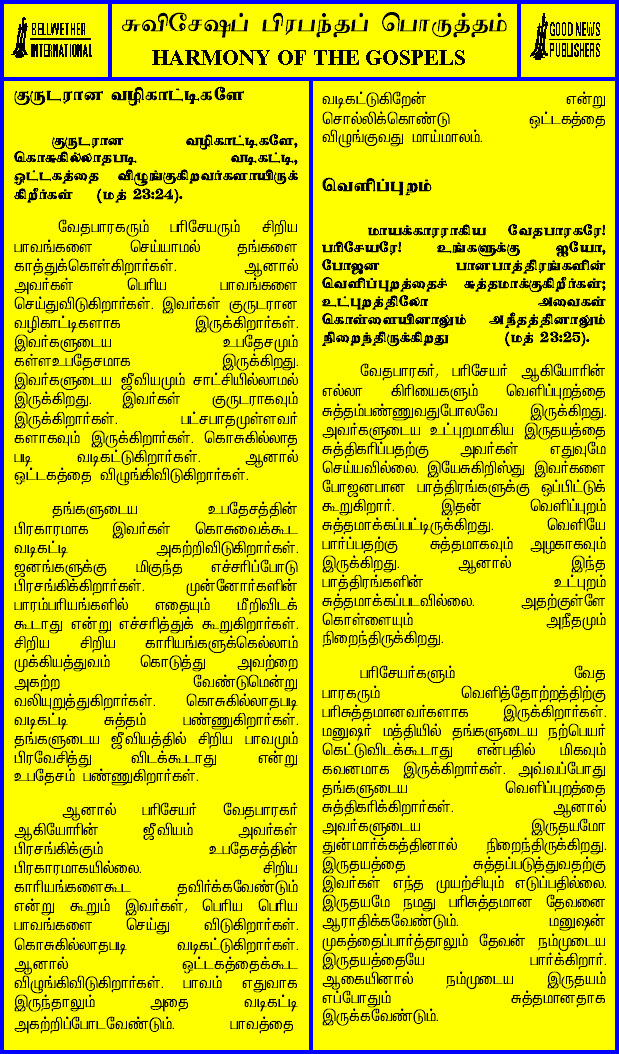 BELLWETHER
INTERNATIONAL
சுவிசேஷப் பிரபந்தப் பொருத்தம்
HARMONY OF THE GOSPELS
GOOD NEWS
PUBLISHERS
குருடரான வழிகாட்டிகளே
குருடரான வழிகாட்டிகளே,
கொசுகில்லாதபடி வடிகட்டி,
ஒட்டகத்தை விழுங்குகிறவர்களாயிருக்
கிறீர்கள் (மத் 23:24).
வேதபாரகரும் பரிசேயரும் சிறிய
பாவங்களை செய்யாமல் தங்களை
காத்துக்கொள்கிறார்கள். ஆனால்
அவர்கள் பெரிய பாவங்களை
செய்துவிடுகிறார்கள். இவர்கள் குருடரான
வழிகாட்டிகளாக இருக்கிறார்கள்.
இவர்களுடைய உபதேசமும்
கள்ளஉபதேசமாக இருக்கிறது.
இவர்களுடைய ஜீவியமும் சாட்சியில்லாமல்
இருக்கிறது. இவர்கள் குருடராகவும்
இருக்கிறார்கள். பட்சபாதமுள்ளவர்
களாகவும் இருக்கிறார்கள். கொசுகில்லாத
படி வடிகட்டுகிறார்கள். ஆனால்
ஒட்டகத்தை விழுங்கிவிடுகிறார்கள்.
தங்களுடைய உபதேசத்தின்
பிரகாரமாக இவர்கள் கொசுவைக்கூட
வடிகட்டி அகற்றிவிடுகிறார்கள்.
ஜனங்களுக்கு மிகுந்த எச்சரிப்போடு
பிரசங்கிக்கிறார்கள். முன்னோர்களின்
பாரம்பரியங்களில் எதையும் மீறிவிடக்
கூடாது என்று எச்சரித்துக் கூறுகிறார்கள்.
சிறிய சிறிய காரியங்களுக்கெல்லாம்
முக்கியத்துவம் கொடுத்து அவற்றை
அகற்ற வேண்டுமென்று
வலியுறுத்துகிறார்கள். கொசுகில்லாதபடி
வடிகட்டி சுத்தம் பண்ணுகிறார்கள்.
தங்களுடைய ஜீவியத்தில் சிறிய பாவமும்
பிரவேசித்து விடக்கூடாது என்று
உபதேசம் பண்ணுகிறார்கள்.
ஆனால் பரிசேயர் வேதபாரகர்
ஆகியோரின் ஜீவியம் அவர்கள்
பிரசங்கிக்கும் உபதேசத்தின்
பிரகாரமாகயில்லை. சிறிய
காரியங்களைகூட தவிர்க்கவேண்டும்
என்று கூறும் இவர்கள், பெரிய பெரிய
பாவங்களை செய்து விடுகிறார்கள்.
கொசுகில்லாதபடி வடிகட்டுகிறார்கள்.
ஆனால் ஒட்டகத்தைக்கூட
விழுங்கிவிடுகிறார்கள். பாவம் எதுவாக
இருந்தாலும் அதை வடிகட்டி
அகற்றிப்போடவேண்டும். பாவத்தை
வடிகட்டுகிறேன் என்று
சொல்லிக்கொண்டு ஒட்டகத்தை
விழுங்குவது மாய்மாலம்.
வெளிப்புறம்
மாயக்காரராகிய வேதபாரகரே!
பரிசேயரே! உங்களுக்கு ஐயோ,
போஜன பானபாத்திரங்களின்
வெளிப்புறத்தைச் சுத்தமாக்குகிறீர்கள்;
உட்புறத்திலோ அவைகள்
கொள்ளையினாலும் அநீதத்தினாலும்
நிறைந்திருக்கிறது (மத் 23:25).
வேதபாரகர், பரிசேயர் ஆகியோரின்
எல்லா கிரியைகளும் வெளிப்புறத்தை
சுத்தம்பண்ணுவதுபோலவே இருக்கிறது.
அவர்களுடைய உட்புறமாகிய இருதயத்தை
சுத்திகரிப்பதற்கு அவர்கள் எதுவுமே
செய்யவில்லை. இயேசுகிறிஸ்து இவர்களை
போஜனபான பாத்திரங்களுக்கு ஒப்பிட்டுக்
கூறுகிறார். இதன் வெளிப்புறம்
சுத்தமாக்கப்பட்டிருக்கிறது. வெளியே
பார்ப்பதற்கு சுத்தமாகவும் அழகாகவும்
இருக்கிறது. ஆனால் இந்த
பாத்திரங்களின் உட்புறம்
சுத்தமாக்கப்படவில்லை. அதற்குள்ளே
கொள்ளையும் அநீதமும்
நிறைந்திருக்கிறது.
பரிசேயர்களும் வேத
பாரகரும் வெளித்தோற்றத்திற்கு
பரிசுத்தமானவர்களாக இருக்கிறார்கள்.
மனுஷர் மத்தியில் தங்களுடைய நற்பெயர்
கெட்டுவிடக்கூடாது என்பதில் மிகவும்
கவனமாக இருக்கிறார்கள். அவ்வப்போது
தங்களுடைய வெளிப்புறத்தை
சுத்திகரிக்கிறார்கள். ஆனால்
அவர்களுடைய இருதயமோ
துன்மார்க்கத்தினால் நிறைந்திருக்கிறது.
இருதயத்தை சுத்தப்படுத்துவதற்கு
இவர்கள் எந்த முயற்சியும் எடுப்பதில்லை.
இருதயமே நமது பரிசுத்தமான தேவனை
ஆராதிக்கவேண்டும். மனுஷன்
முகத்தைப்பார்த்தாலும் தேவன் நம்முடைய
இருதயத்தையே பார்க்கிறார்.
ஆகையினால் நம்முடைய இருதயம்
எப்போதும் சுத்தமானதாக
இருக்கவேண்டும்.